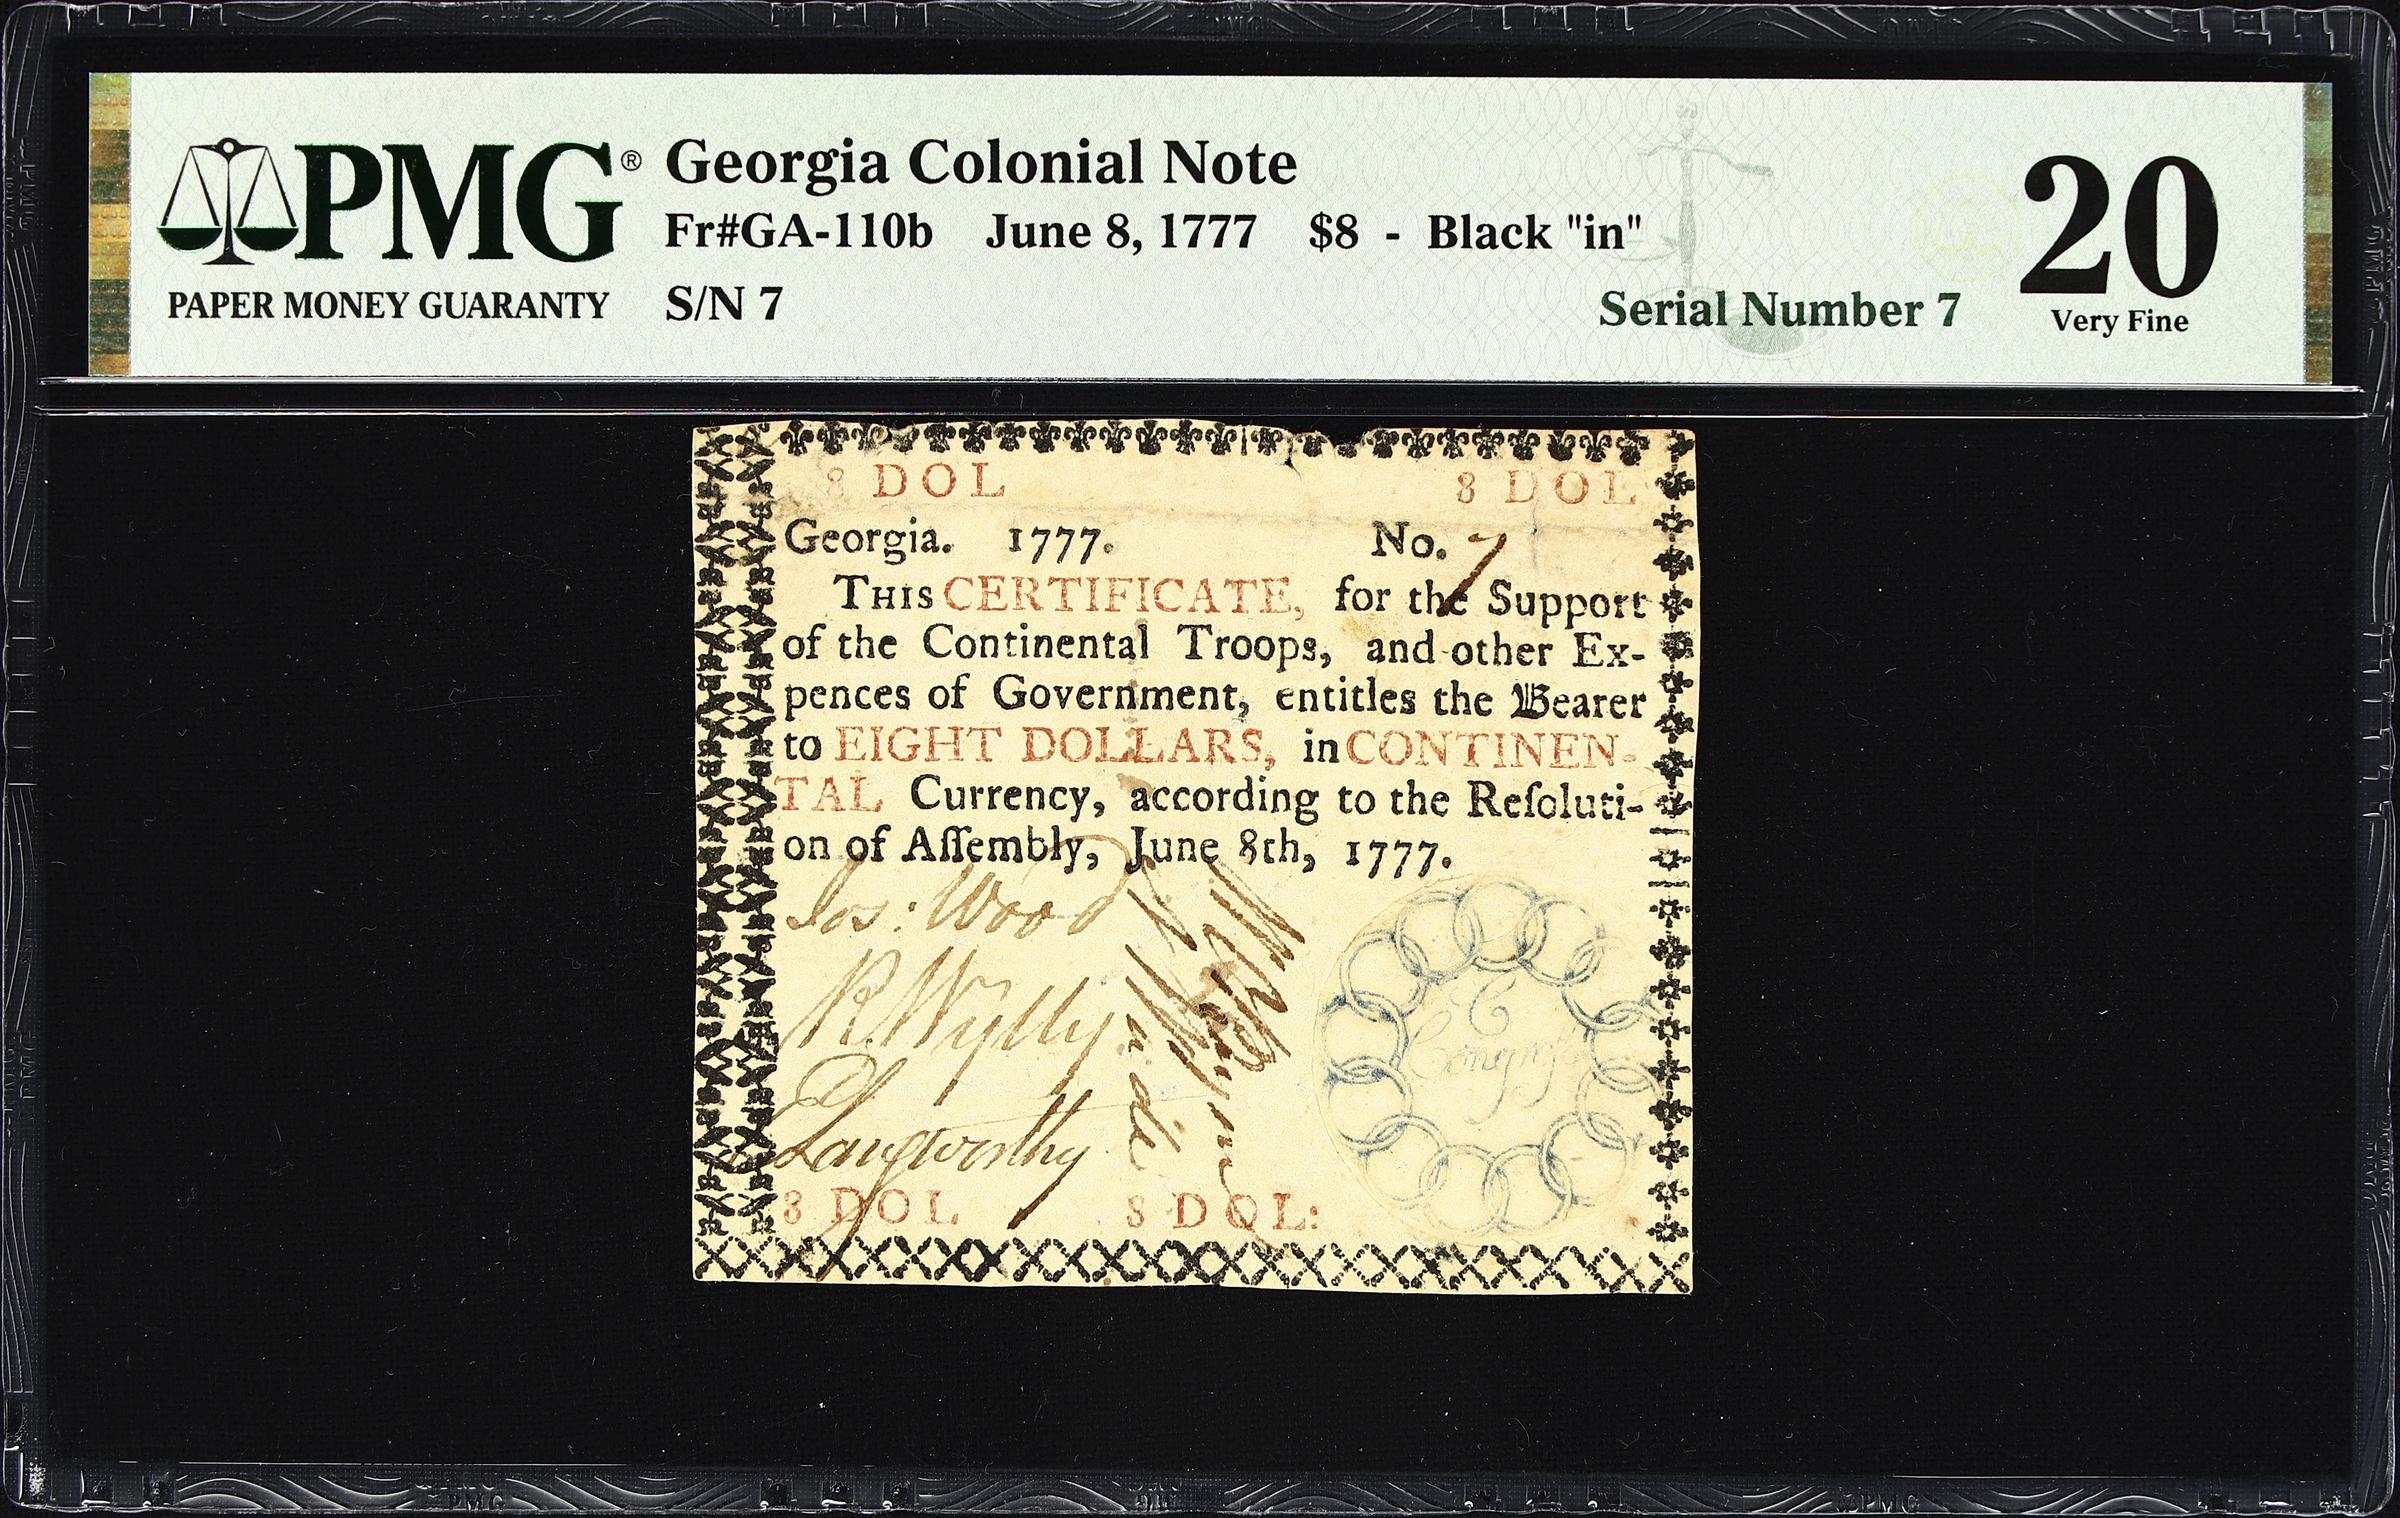 PMG® Georgia Colonial Note
Fr#GA-110b June 8, 1777 $8 - Black "in"
PAPER MONEY GUARANTY S/N 7
Serial Number 7
20
Very Fine
8 DOL 8 DOL
Georgia. 1777. No. 7
THIS CERTIFICATE, for the Support
of the Continental Troops, and other Ex-
pences of Government, entitles the Bearer
to EIGHT DOLLARS, in CONTINEN-
TAL Currency, according to the Reſoluti-
on of Aſſembly, June 8th, 1777.
Jos: Wood
R. Wylly
Langworthy
Congreſs
8 DOL 8 DOL: